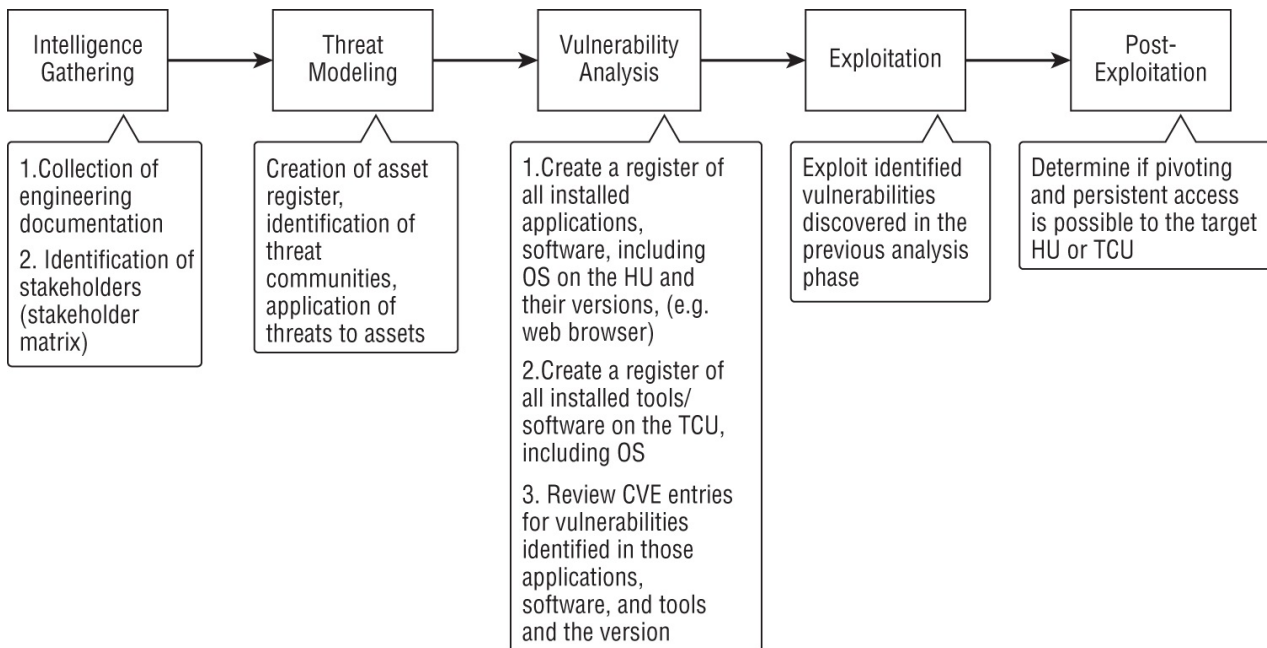 Intelligence
Gathering
Threat
Modeling
Vulnerability
Analysis
Exploitation
Post-
Exploitation
1.Collection of
engineering
documentation
2. Identification of
stakeholders
(stakeholder
matrix)
Creation of asset
register,
identification of
threat
communities,
application of
threats to assets
1.Create a register of
all installed
applications,
software, including
OS on the HU and
their versions, (e.g.
web browser)
2.Create a register of
all installed tools/
software on the TCU,
including OS
3. Review CVE entries
for vulnerabilities
identified in those
applications,
software, and tools
and the version
Exploit identified
vulnerabilities
discovered in the
previous analysis
phase
Determine if pivoting
and persistent access
is possible to the target
HU or TCU